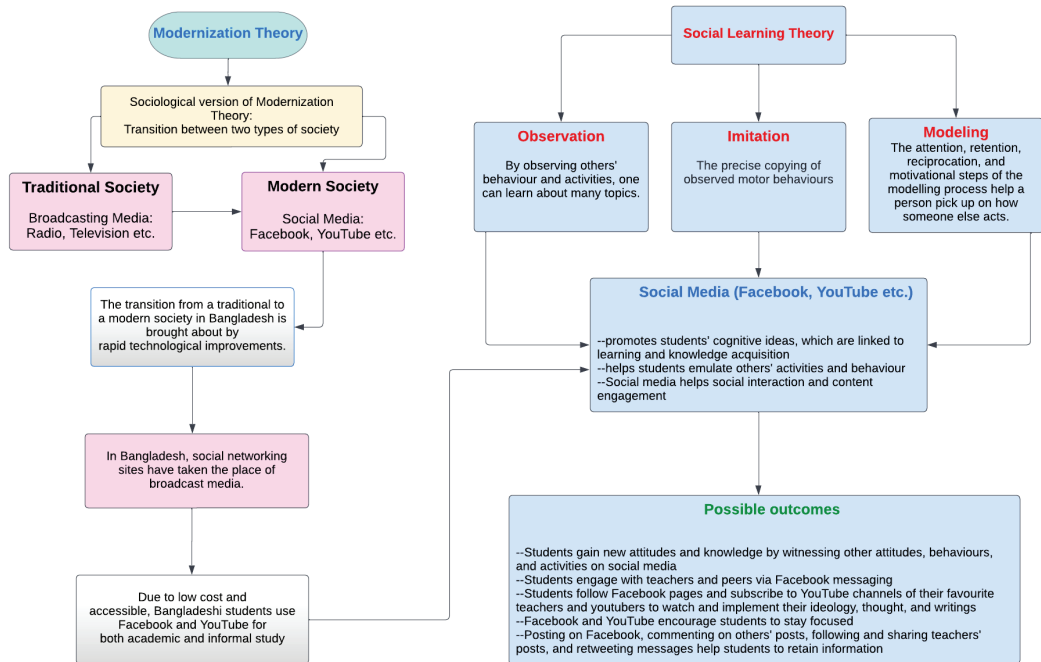 Modernization Theory
Sociological version of Modernization
Theory:
Transition between two types of society
Traditional Society
Broadcasting Media:
Radio, Television etc.
Modern Society
Social Media:
Facebook, YouTube etc.
The transition from a traditional to
a modern society in Bangladesh is
brought about by
rapid technological improvements.
In Bangladesh, social networking
sites have taken the place of
broadcast media.
Due to low cost and
accessible, Bangladeshi students use
Facebook and YouTube for
both academic and informal study
Social Learning Theory
Observation
By observing others'
behaviour and activities, one
can learn about many topics.
Imitation
The precise copying of
observed motor behaviours
Modeling
The attention, retention,
reciprocation, and
motivational steps of the
modelling process help a
person pick up on how
someone else acts.
Social Media (Facebook, YouTube etc.)
--promotes students' cognitive ideas, which are linked to
learning and knowledge acquisition
--helps students emulate others' activities and behaviour
--Social media helps social interaction and content
engagement
Possible outcomes
--Students gain new attitudes and knowledge by witnessing other attitudes, behaviours,
and activities on social media
--Students engage with teachers and peers via Facebook messaging
--Students follow Facebook pages and subscribe to YouTube channels of their favourite
teachers and youtubers to watch and implement their ideology, thought, and writings
--Facebook and YouTube encourage students to stay focused
--Posting on Facebook, commenting on others' posts, following and sharing teachers'
posts, and retweeting messages help students to retain information